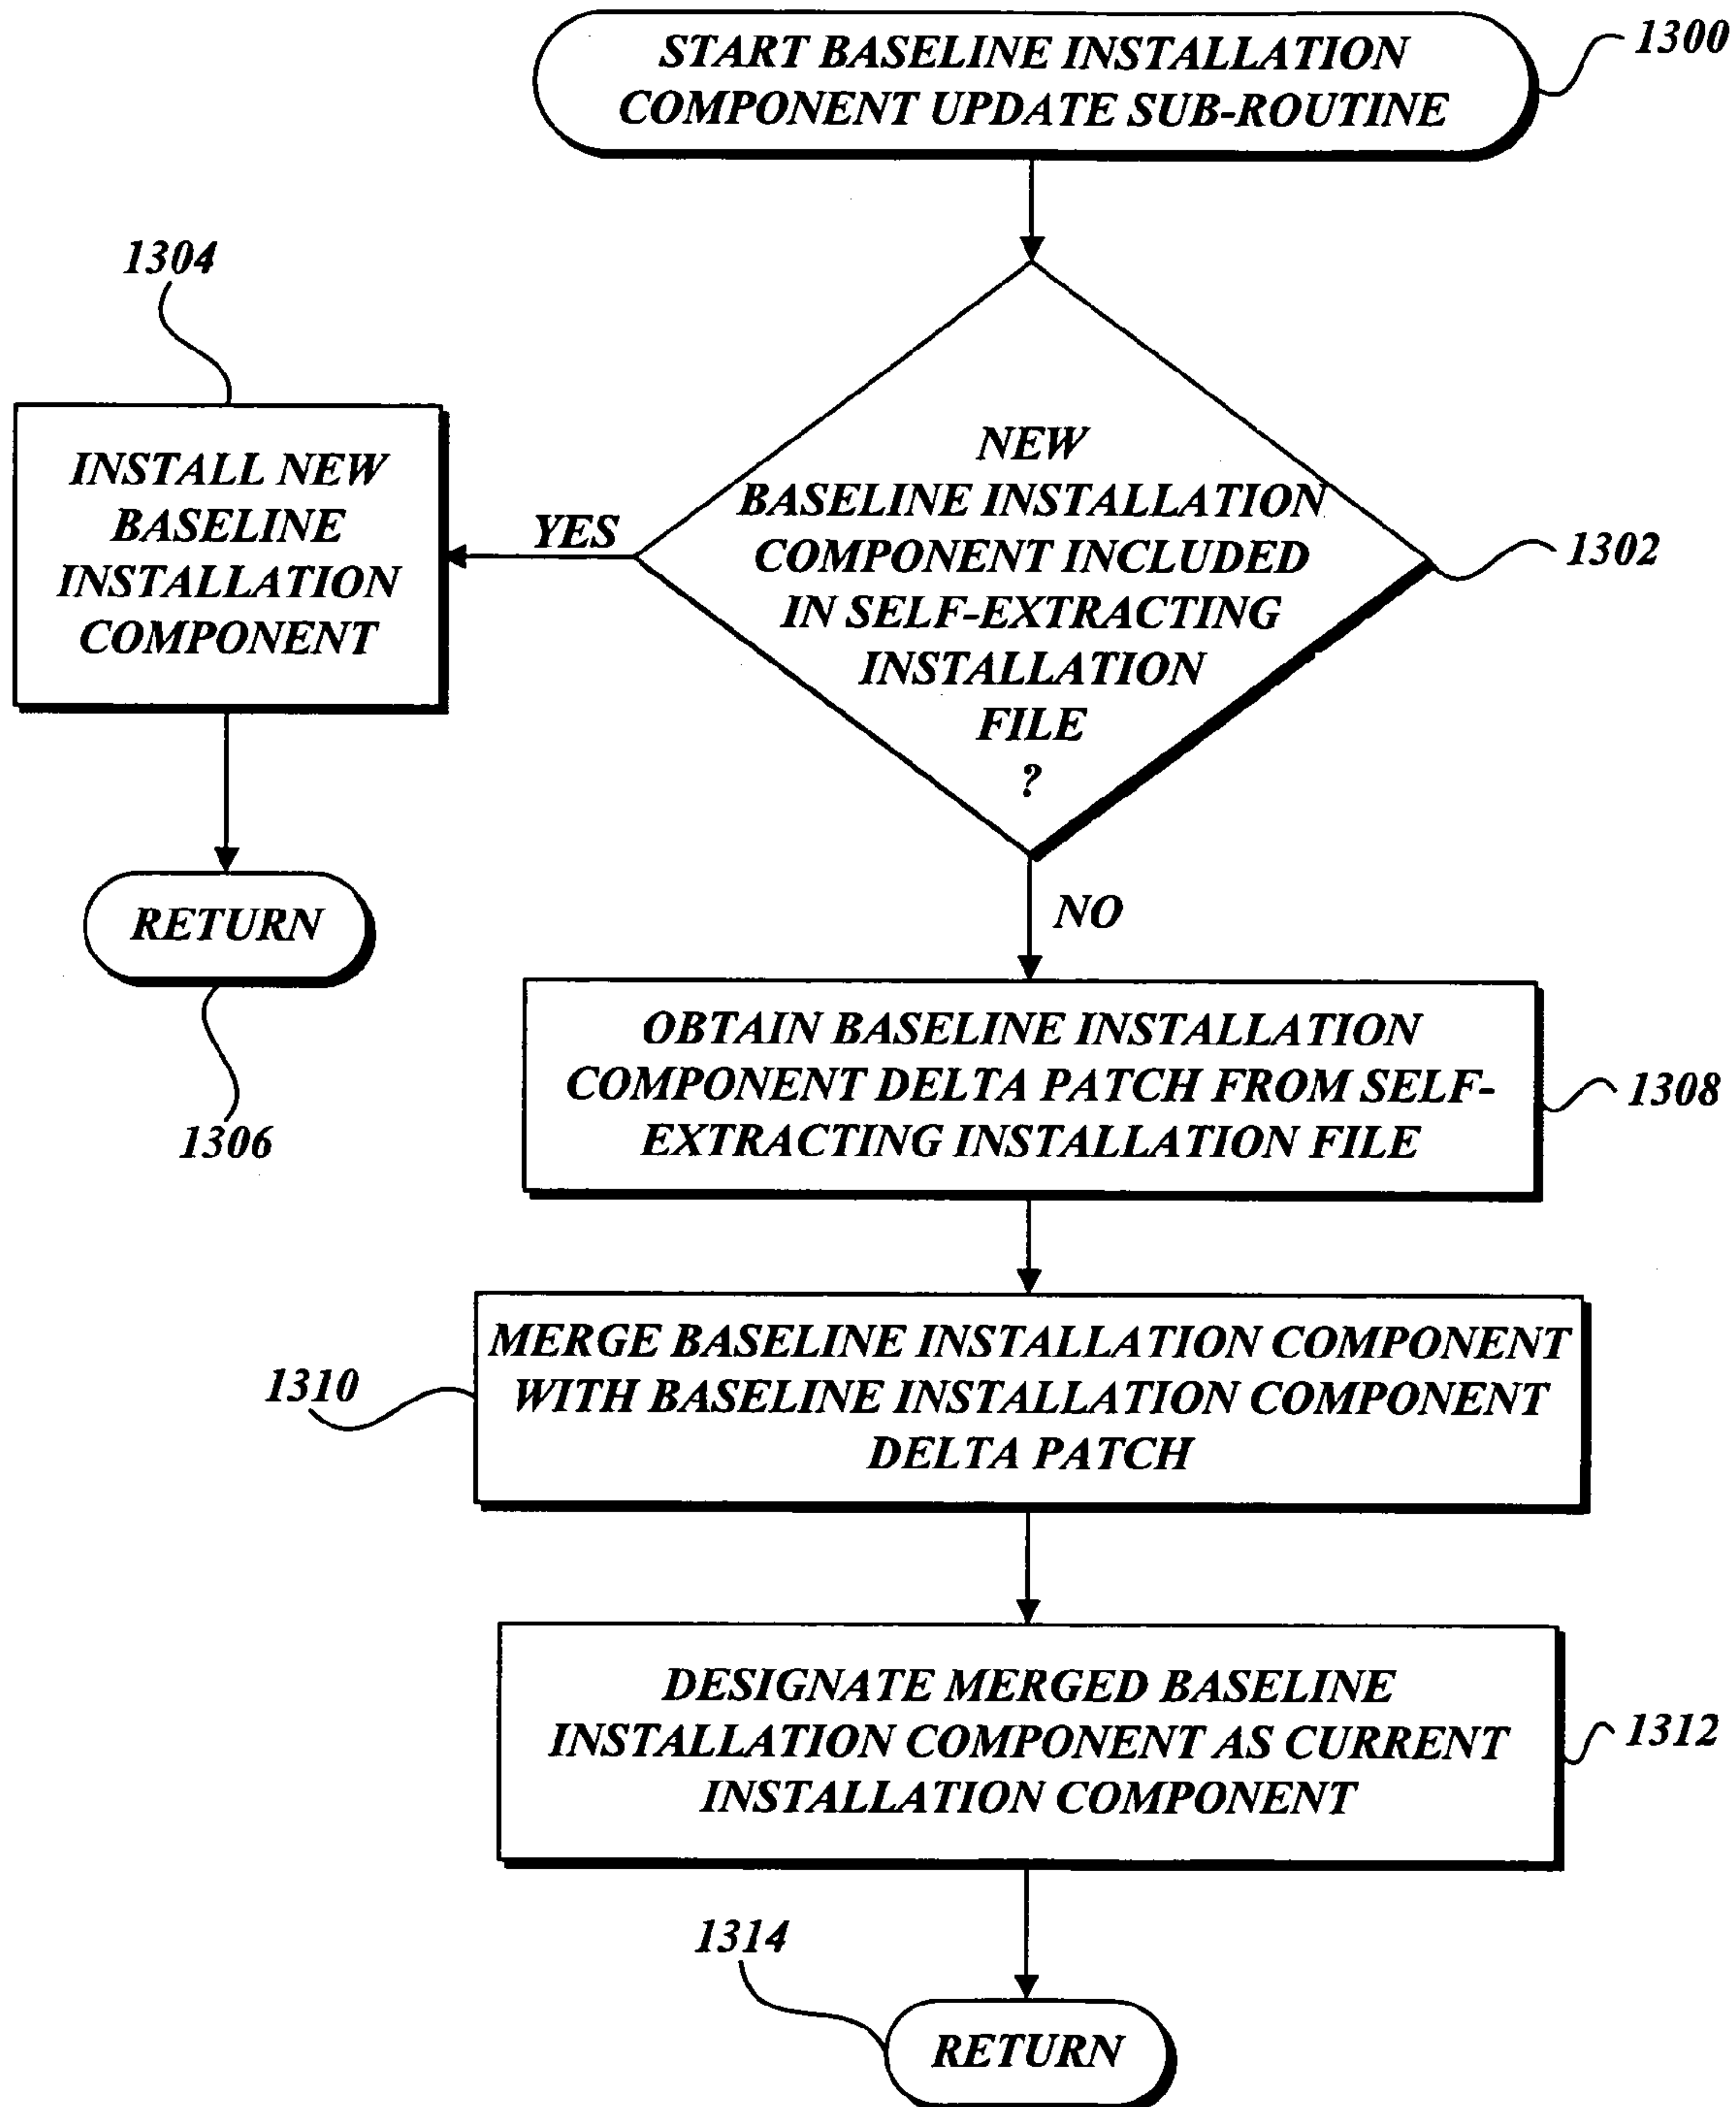 START BASELINE INSTALLATION
COMPONENT UPDATE SUB-ROUTINE
1300
1304
INSTALL NEW
BASELINE
INSTALLATION
COMPONENT
YES
NEW
BASELINE INSTALLATION
COMPONENT INCLUDED
IN SELF-EXTRACTING
INSTALLATION
FILE
?
1302
RETURN
1306
NO
OBTAIN BASELINE INSTALLATION
COMPONENT DELTA PATCH FROM SELF-
EXTRACTING INSTALLATION FILE
1308
MERGE BASELINE INSTALLATION COMPONENT
WITH BASELINE INSTALLATION COMPONENT
DELTA PATCH
1310
DESIGNATE MERGED BASELINE
INSTALLATION COMPONENT AS CURRENT
INSTALLATION COMPONENT
1312
1314
RETURN